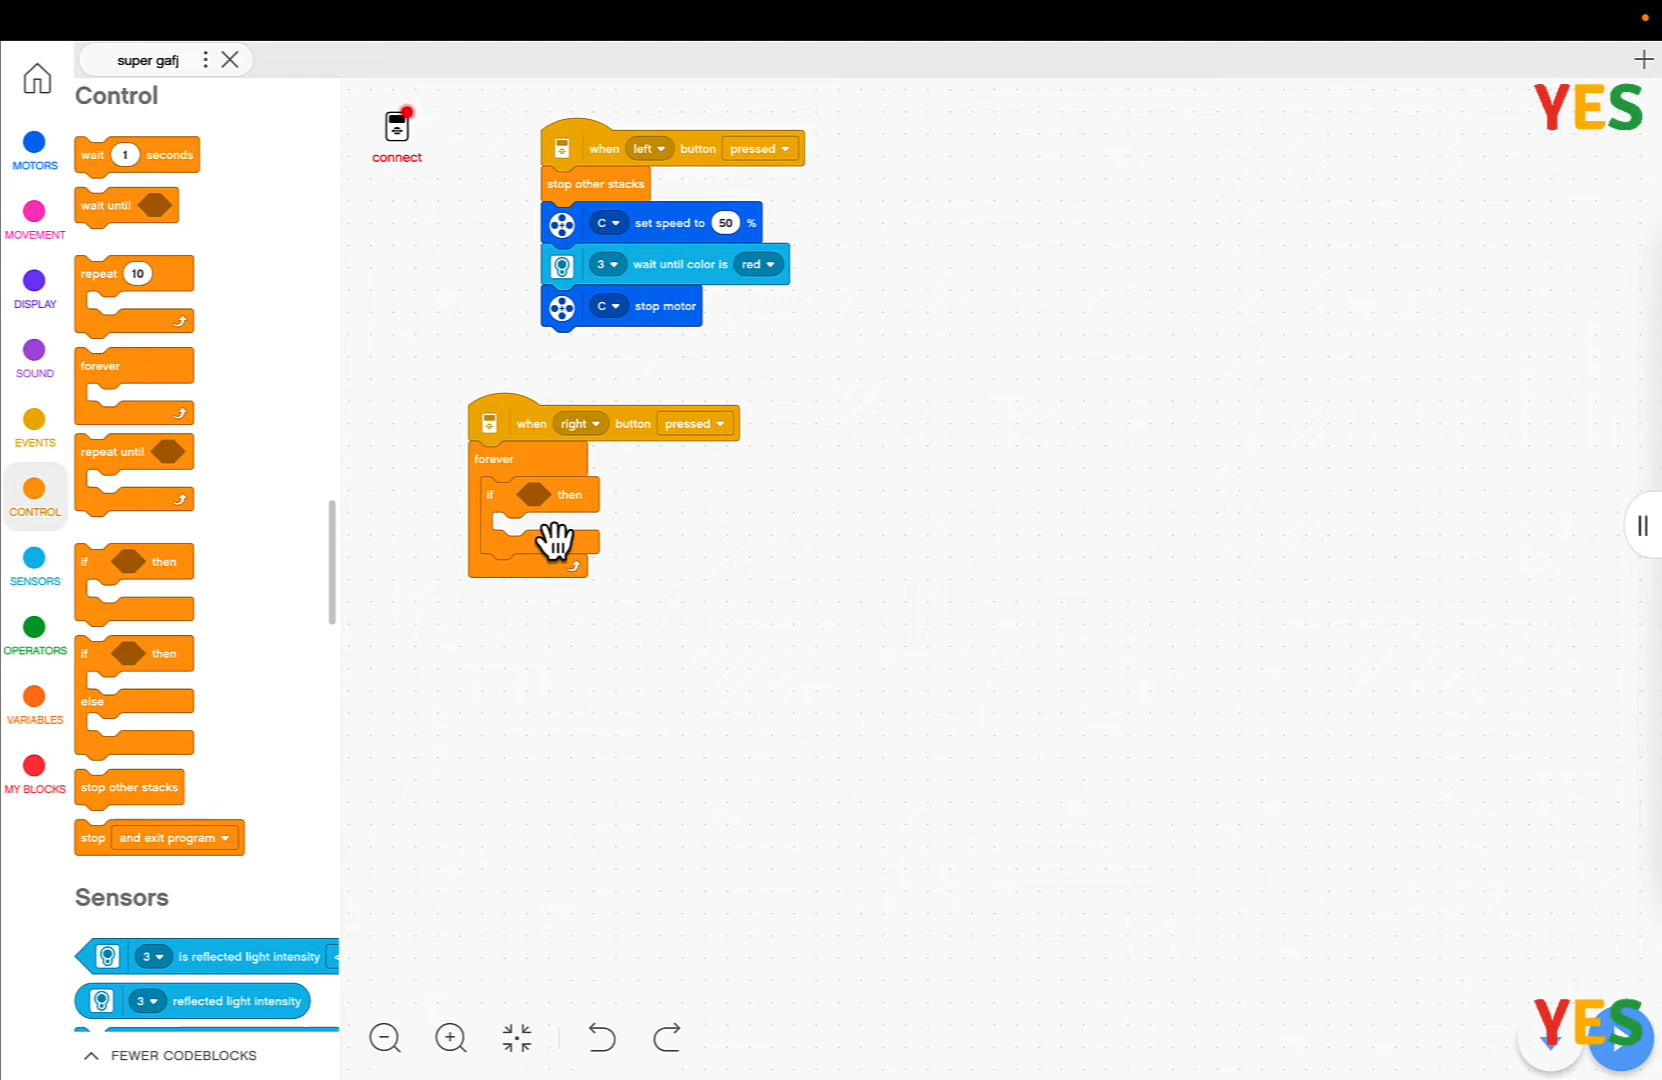 super gafj
Control
YES
MOTORS
MOVEMENT
DISPLAY
SOUND
EVENTS
CONTROL
SENSORS
OPERATORS
VARIABLES
MY BLOCKS
wait 1 seconds
wait until
repeat 10
forever
repeat until
if then
if then
else
stop other stacks
stop and exit program
Sensors
3 is reflected light intensity <
3 reflected light intensity
FEWER CODEBLOCKS
connect
when left button pressed
stop other stacks
C set speed to 50 %
3 wait until color is red
C stop motor
when right button pressed
forever
if then
YES